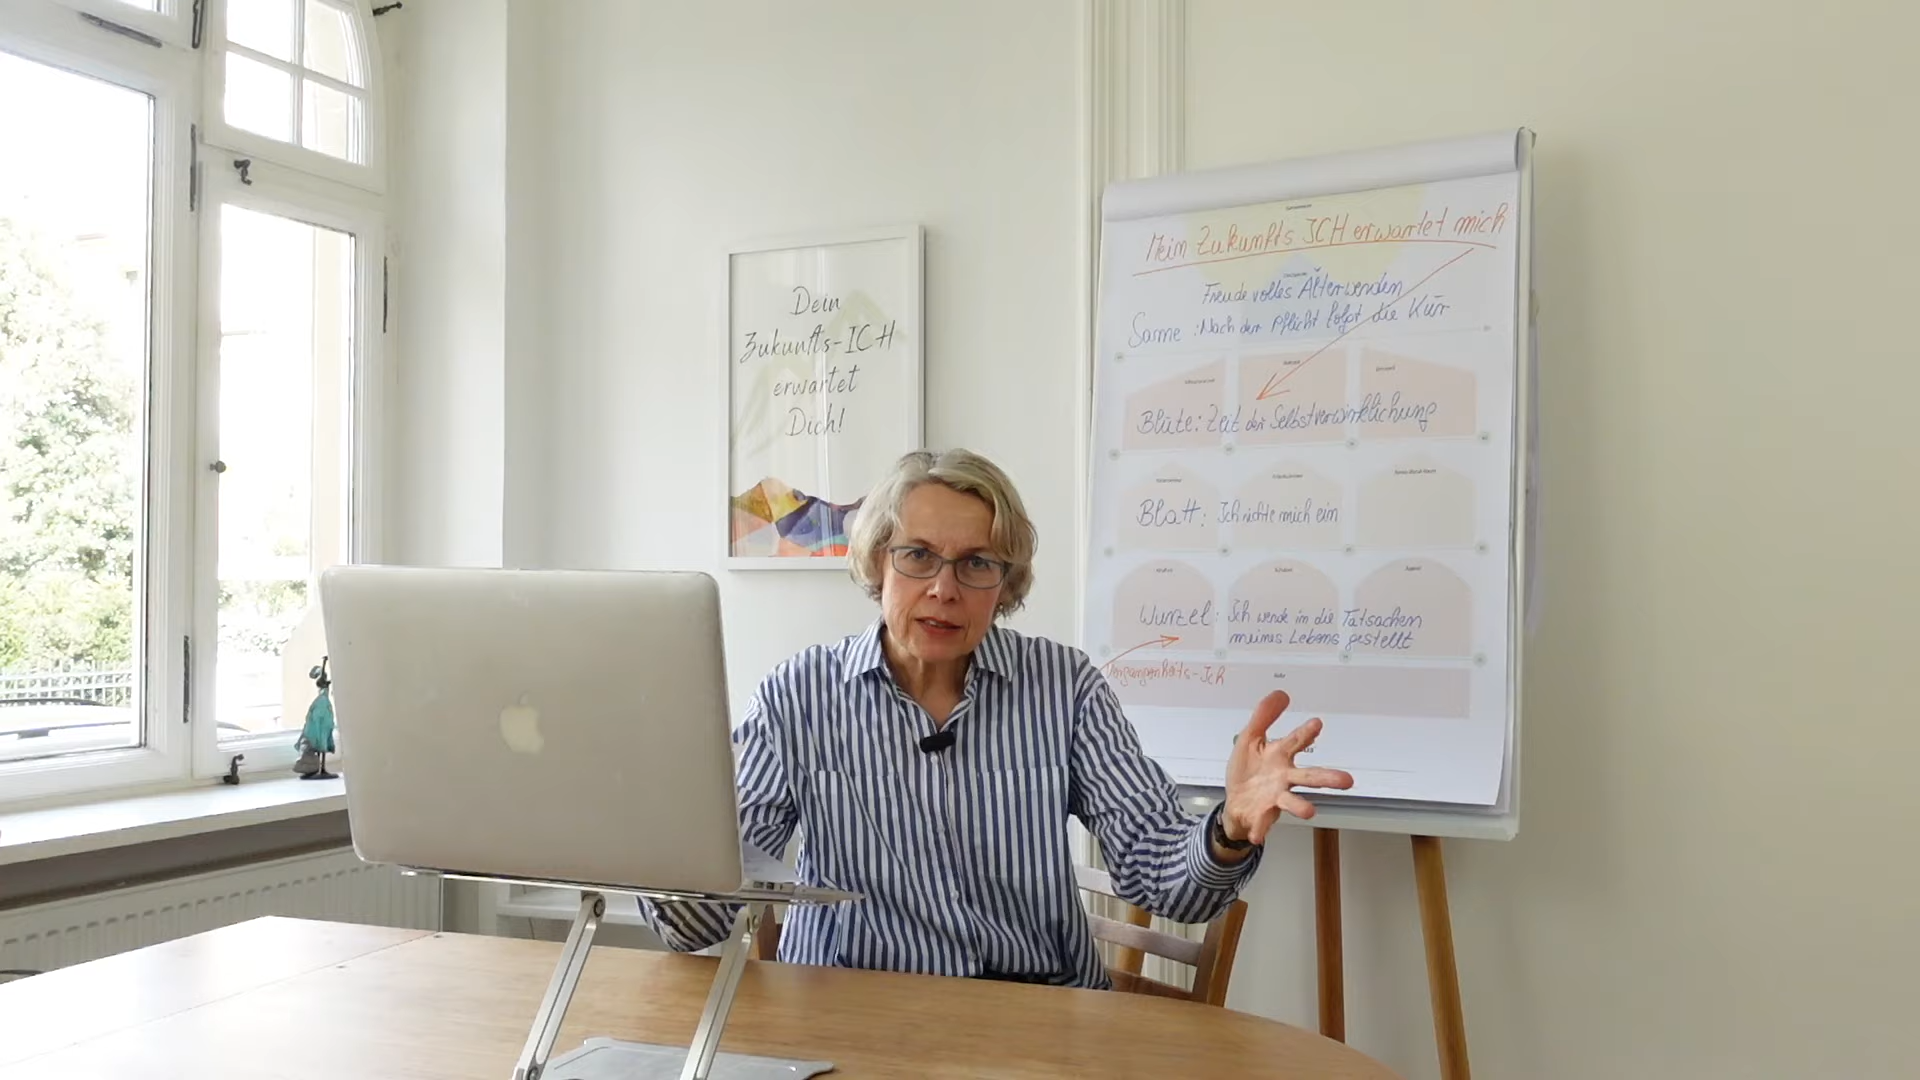 Dein
Zukunfts-ICH
erwartet
Dich!
Mein Zukunfts ICH erwartet mich
Freudevolles Älterwerden
Same: Nach der Pflicht folgt die Kür
Blüte: Zeit der Selbstverwirklichung
Blatt: Ich richte mich ein
Wurzel: Ich werde in die Tatsachen
meines Lebens gestellt
Vergangenheits-Ich